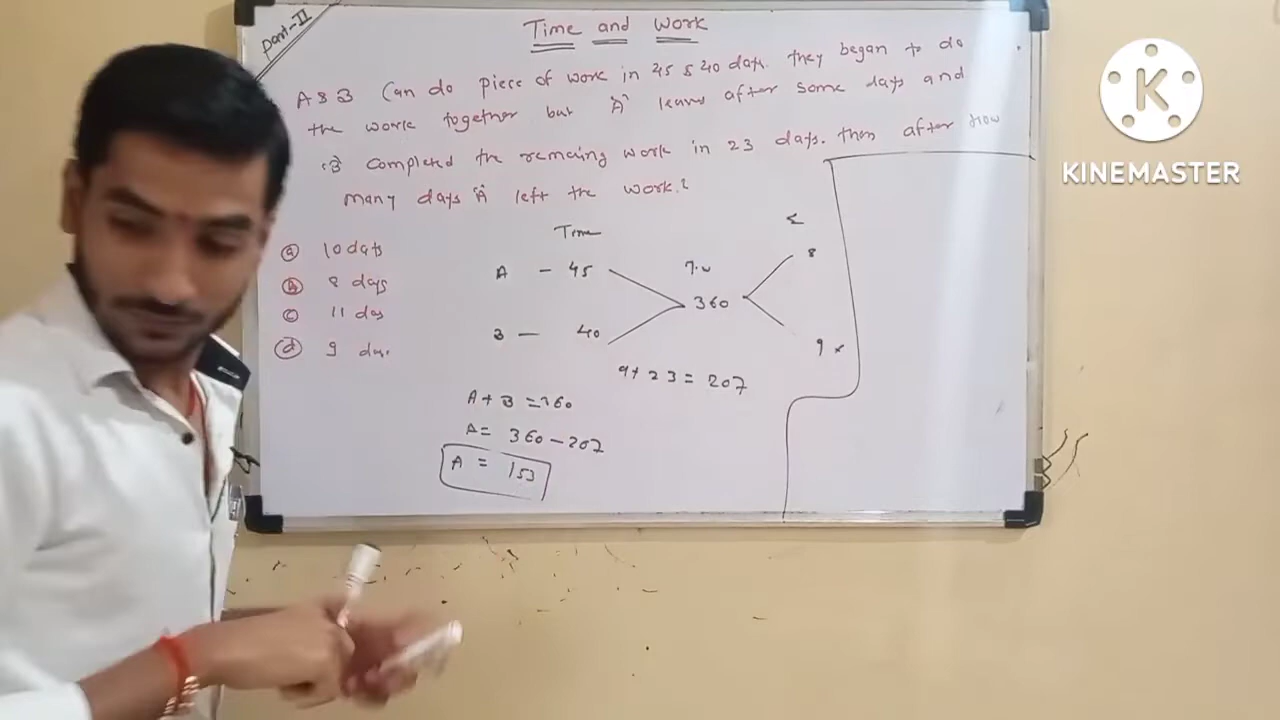 Part-II
Time and Work
A & B Can do piece of work in 45 & 40 days. they began to do
the work together but "A" leaves after some days and
B completed the remaing work in 23 days. then after how
many days "A" left the work?
(a) 10 days
(b) 8 days
(c) 11 das
(d) 9 das.
Time
A - 45
B - 40
T.w
360
ε
8
9 ×
9+23=207
A+B=360
A= 360-207
A = 153
K
KINEMASTER